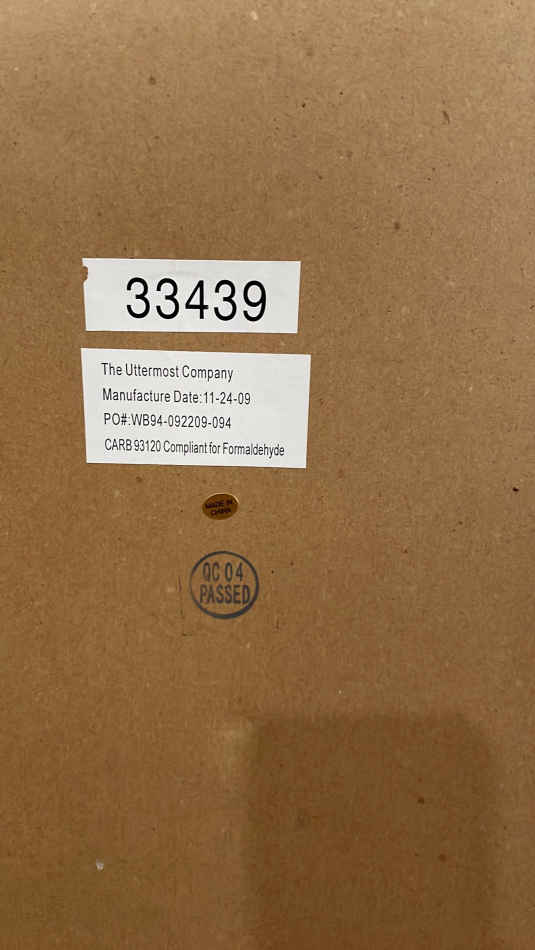 33439
The Uttermost Company
Manufacture Date:11-24-09
PO#:WB94-092209-094
CARB 93120 Compliant for Formaldehyde
MADE IN
CHINA
QC 04
PASSED